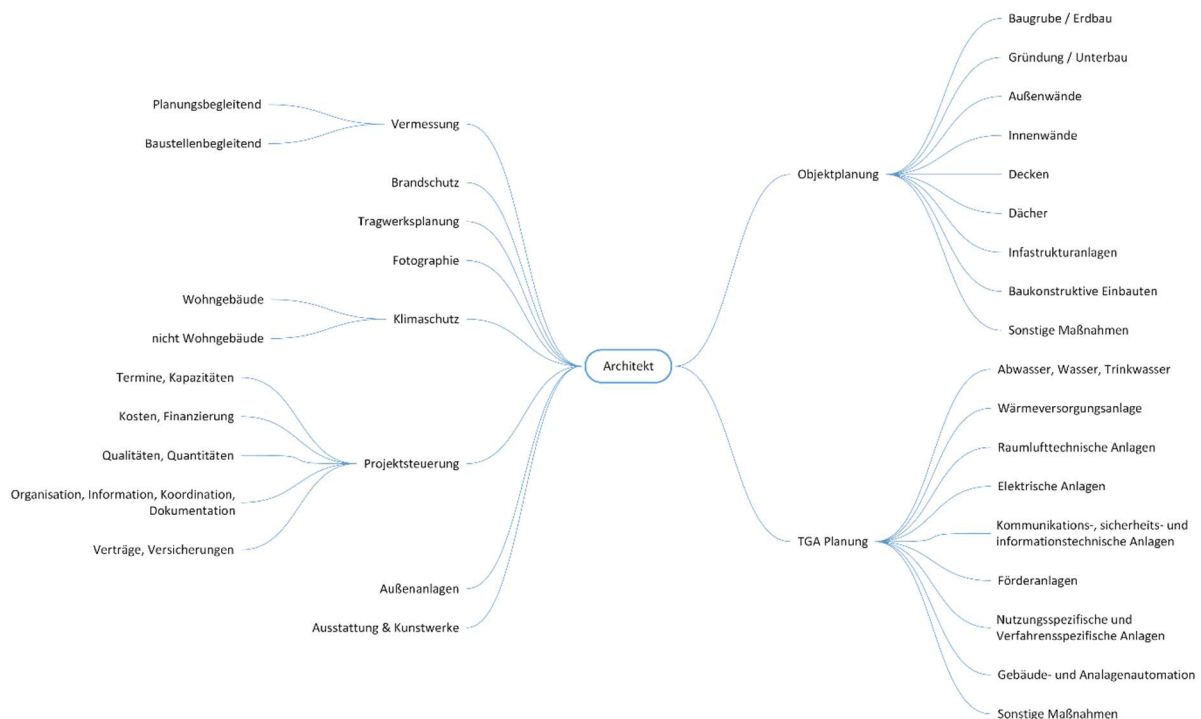 Architekt
Vermessung
Planungsbegleitend
Baustellenbegleitend
Brandschutz
Tragwerksplanung
Fotographie
Klimaschutz
Wohngebäude
nicht Wohngebäude
Projektsteuerung
Termine, Kapazitäten
Kosten, Finanzierung
Qualitäten, Quantitäten
Organisation, Information, Koordination,
Dokumentation
Verträge, Versicherungen
Außenanlagen
Ausstattung & Kunstwerke
Objektplanung
Baugrube / Erdbau
Gründung / Unterbau
Außenwände
Innenwände
Decken
Dächer
Infastrukturanlagen
Baukonstruktive Einbauten
Sonstige Maßnahmen
TGA Planung
Abwasser, Wasser, Trinkwasser
Wärmeversorgungsanlage
Raumlufttechnische Anlagen
Elektrische Anlagen
Kommunikations-, sicherheits- und
informationstechnische Anlagen
Förderanlagen
Nutzungsspezifische und
Verfahrensspezifische Anlagen
Gebäude- und Analagenautomation
Sonstige Maßnahmen